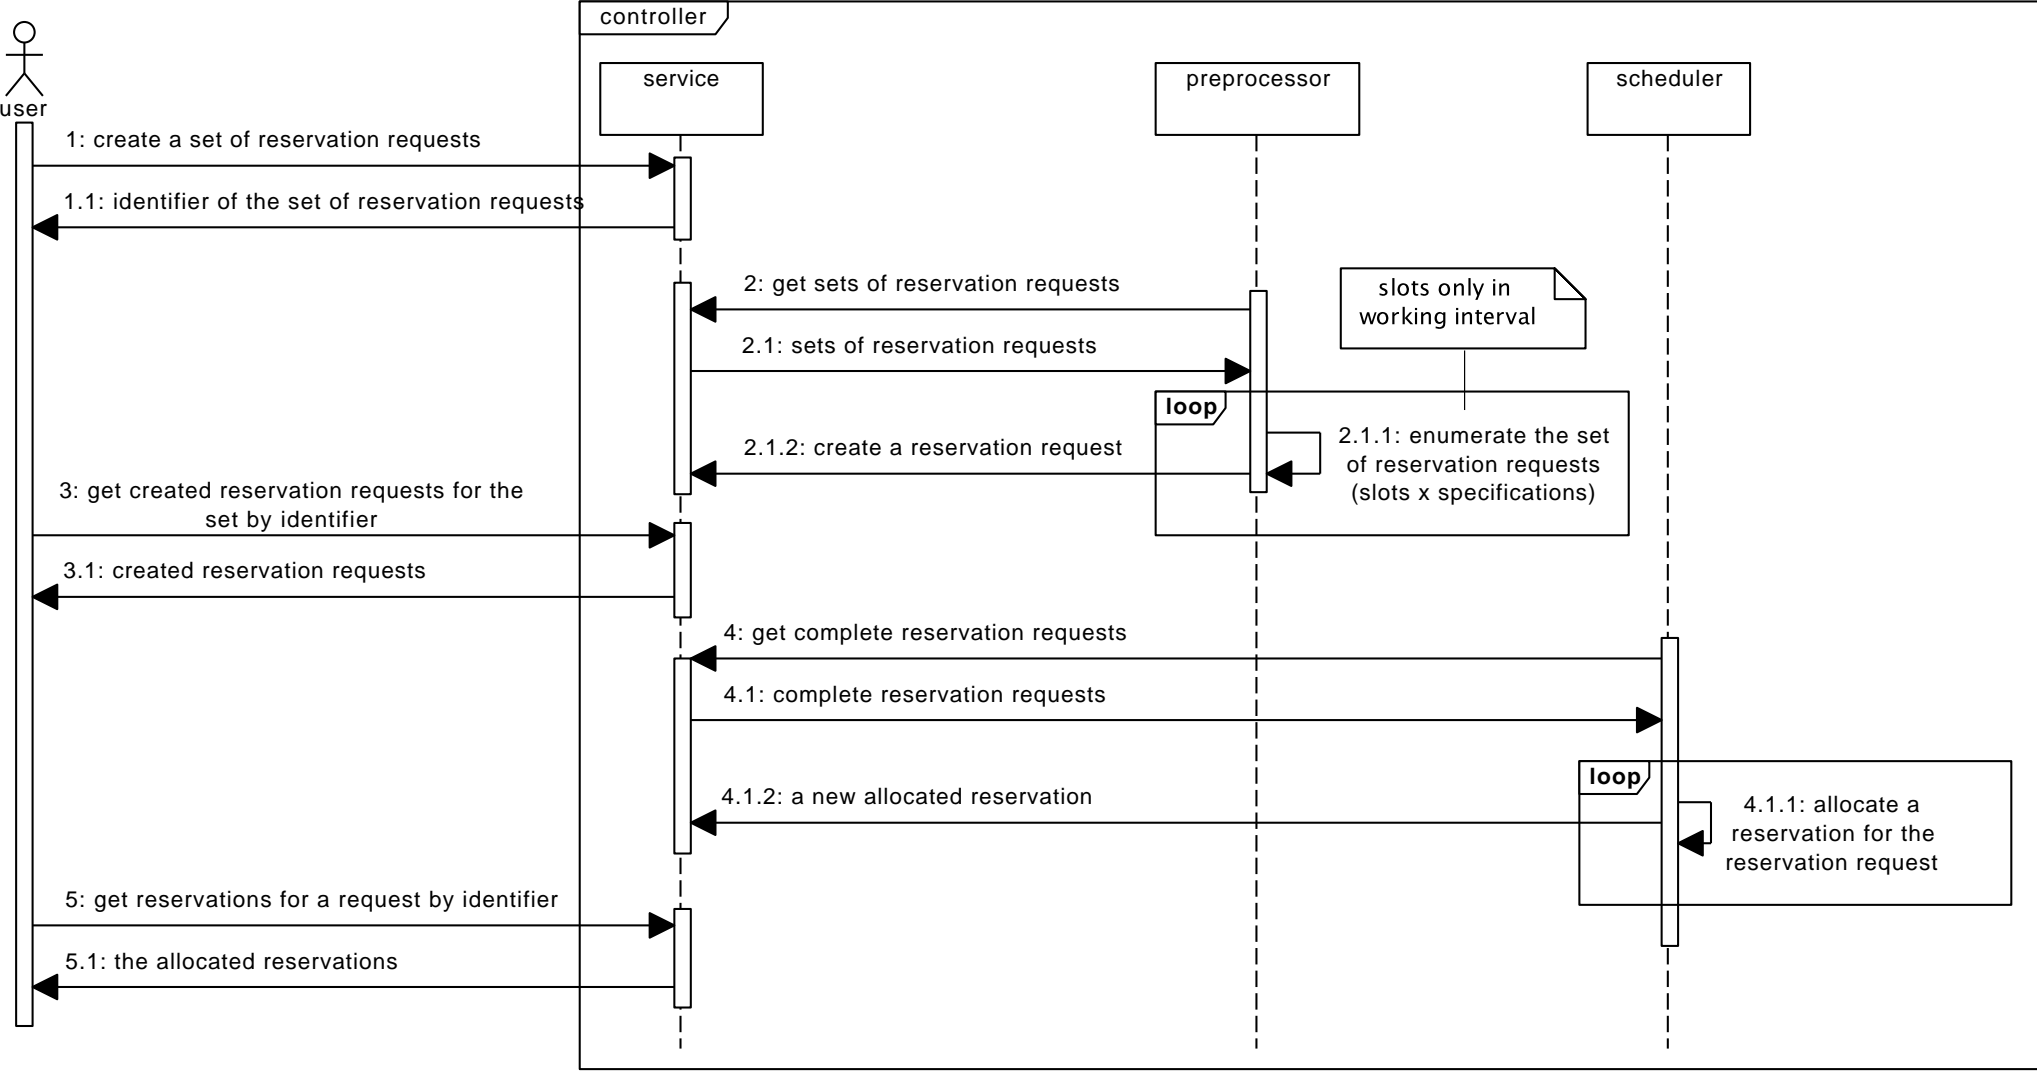 controller
service
preprocessor
scheduler
user
1: create a set of reservation requests
1.1: identifier of the set of reservation requests
2: get sets of reservation requests
slots only in
working interval
2.1: sets of reservation requests
loop
2.1.1: enumerate the set
of reservation requests
(slots x specifications)
2.1.2: create a reservation request
3: get created reservation requests for the
set by identifier
3.1: created reservation requests
4: get complete reservation requests
4.1: complete reservation requests
loop
4.1.1: allocate a
reservation for the
reservation request
4.1.2: a new allocated reservation
5: get reservations for a request by identifier
5.1: the allocated reservations